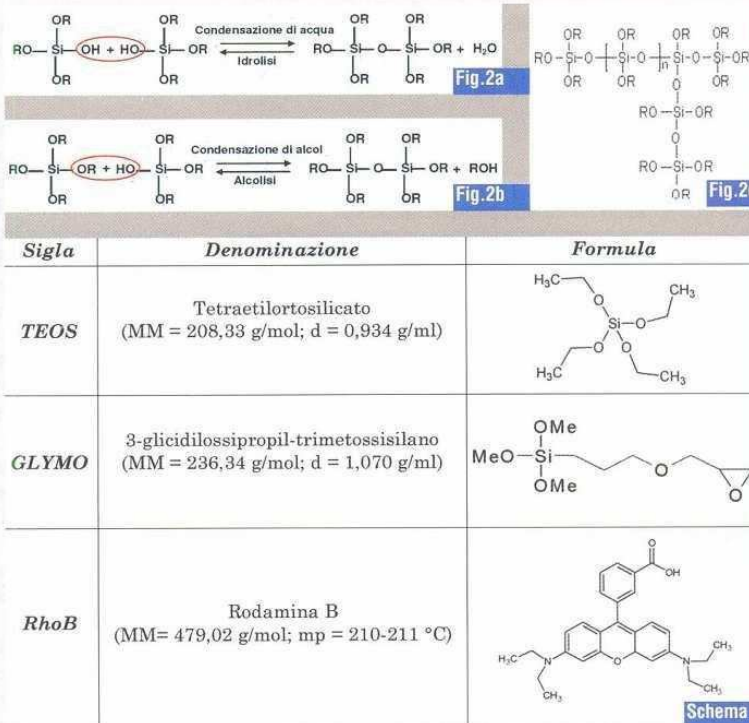 OR OR OR OR
RO—Si—OH + HO—Si—OR Condensazione di acqua RO—Si—O—Si—OR + H₂O
Idrolisi
OR OR OR OR
Fig.2a
OR OR OR OR
RO—Si—OR + HO—Si—OR Condensazione di alcol RO—Si—O—Si—OR + ROH
Alcolisi
OR OR OR OR
Fig.2b
OR OR OR OR
RO—Si—O—(Si—O)n—Si—O—Si—OR
OR OR O OR
RO—Si—OR
O
RO—Si—OR
OR
Fig.2
Sigla Denominazione Formula
TEOS
Tetraetilortosilicato
(MM = 208,33 g/mol; d = 0,934 g/ml)
H₃C CH₃
O O
Si—O
O
H₃C CH₃
GLYMO
3-glicidilossipropil-trimetossisilano
(MM = 236,34 g/mol; d = 1,070 g/ml)
OMe
MeO—Si O O
OMe
RhoB
Rodamina B
(MM= 479,02 g/mol; mp = 210-211 °C)
O
OH
H₃C N O N CH₃
CH₃ H₃C
Schema